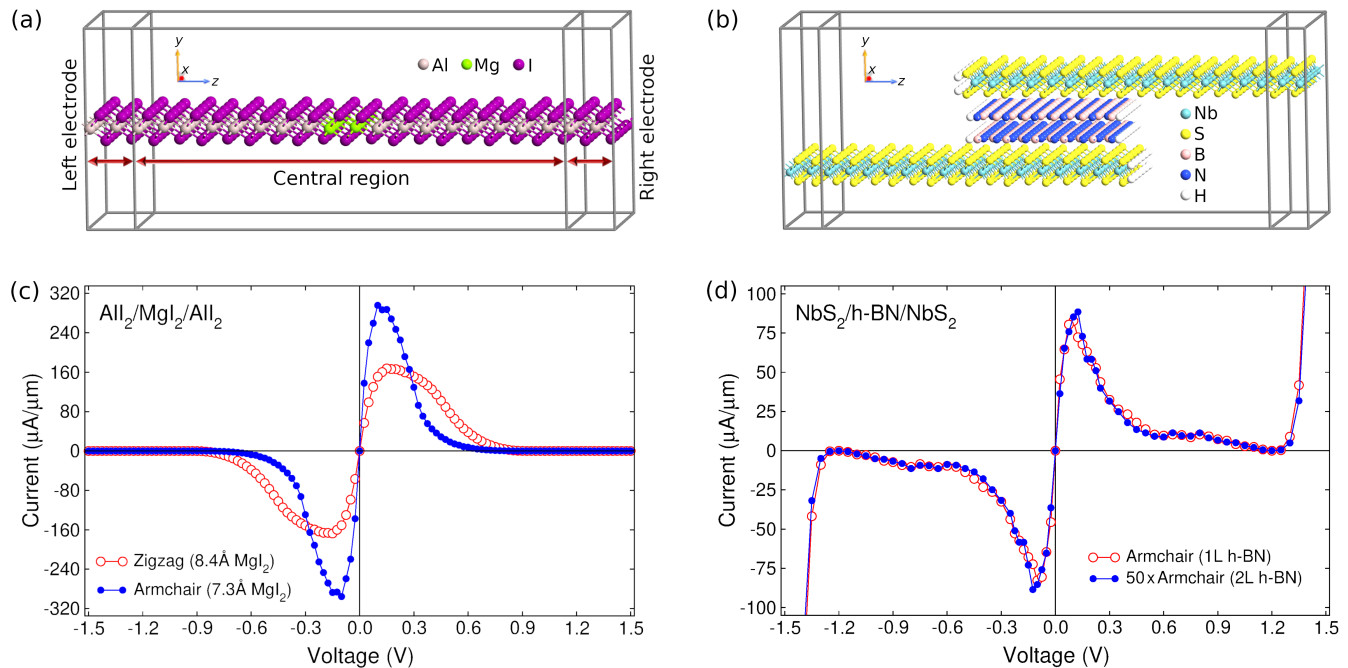 (a)
y
x
z
Al Mg I
Left electrode
Central region
Right electrode
(b)
y
x
z
Nb
S
B
N
H
(c)
AlI2/MgI2/AlI2
320
240
160
80
0
-80
-160
-240
-320
Current (μA/μm)
Zigzag (8.4Å MgI2)
Armchair (7.3Å MgI2)
-1.5 -1.2 -0.9 -0.6 -0.3 0.0 0.3 0.6 0.9 1.2 1.5
Voltage (V)
(d)
NbS2/h-BN/NbS2
100
75
50
25
0
-25
-50
-75
-100
Current (μA/μm)
Armchair (1L h-BN)
50xArmchair (2L h-BN)
-1.5 -1.2 -0.9 -0.6 -0.3 0.0 0.3 0.6 0.9 1.2 1.5
Voltage (V)